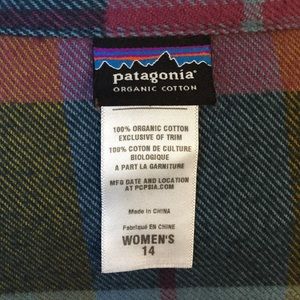 patagonia
ORGANIC COTTON
100% ORGANIC COTTON
EXCLUSIVE OF TRIM
100% COTON DE CULTURE
BIOLOGIQUE
A PART LA GARNITURE
MFG DATE AND LOCATION
AT PCPSIA.COM
MADE IN CHINA
Fabriqué EN CHINE
WOMEN'S
14